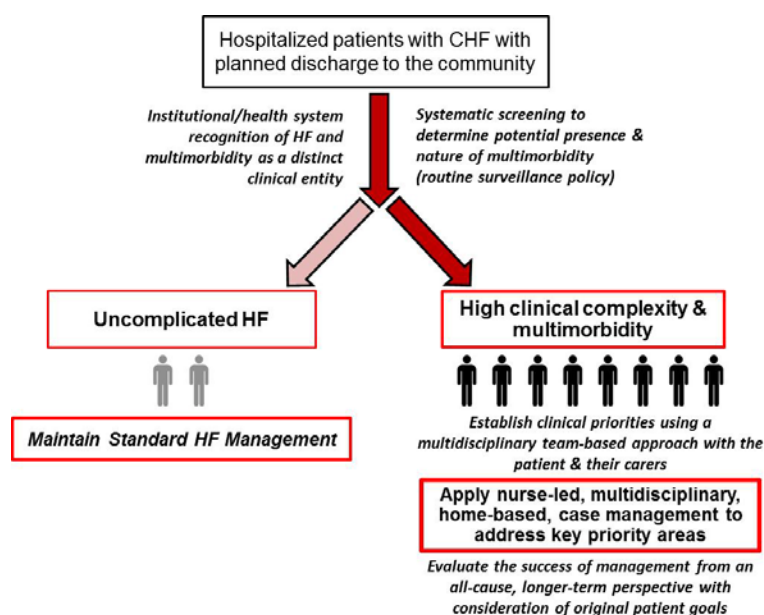 Hospitalized patients with CHF with
planned discharge to the community
Institutional/health system
recognition of HF and
multimorbidity as a distinct
clinical entity
Systematic screening to
determine potential presence &
nature of multimorbidity
(routine surveillance policy)
Uncomplicated HF
Maintain Standard HF Management
High clinical complexity &
multimorbidity
Establish clinical priorities using a
multidisciplinary team-based approach with the
patient & their carers
Apply nurse-led, multidisciplinary,
home-based, case management to
address key priority areas
Evaluate the success of management from an
all-cause, longer-term perspective with
consideration of original patient goals